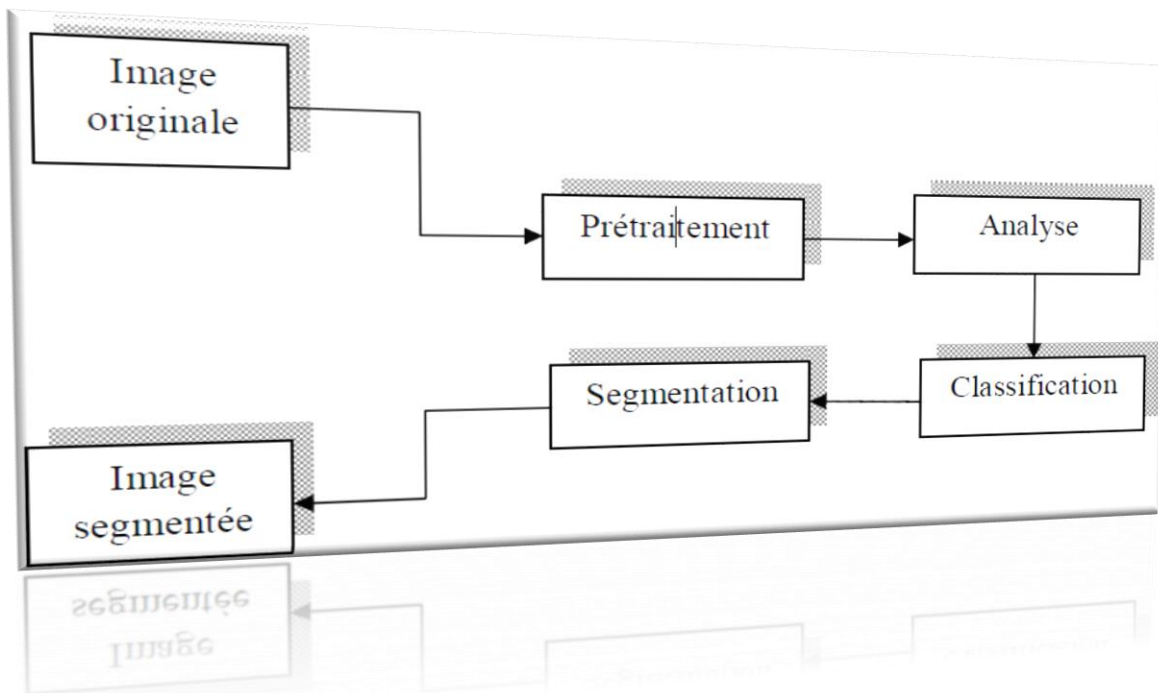 Image
originale
Prétraitement
Analyse
Segmentation
Classification
Image
segmentée